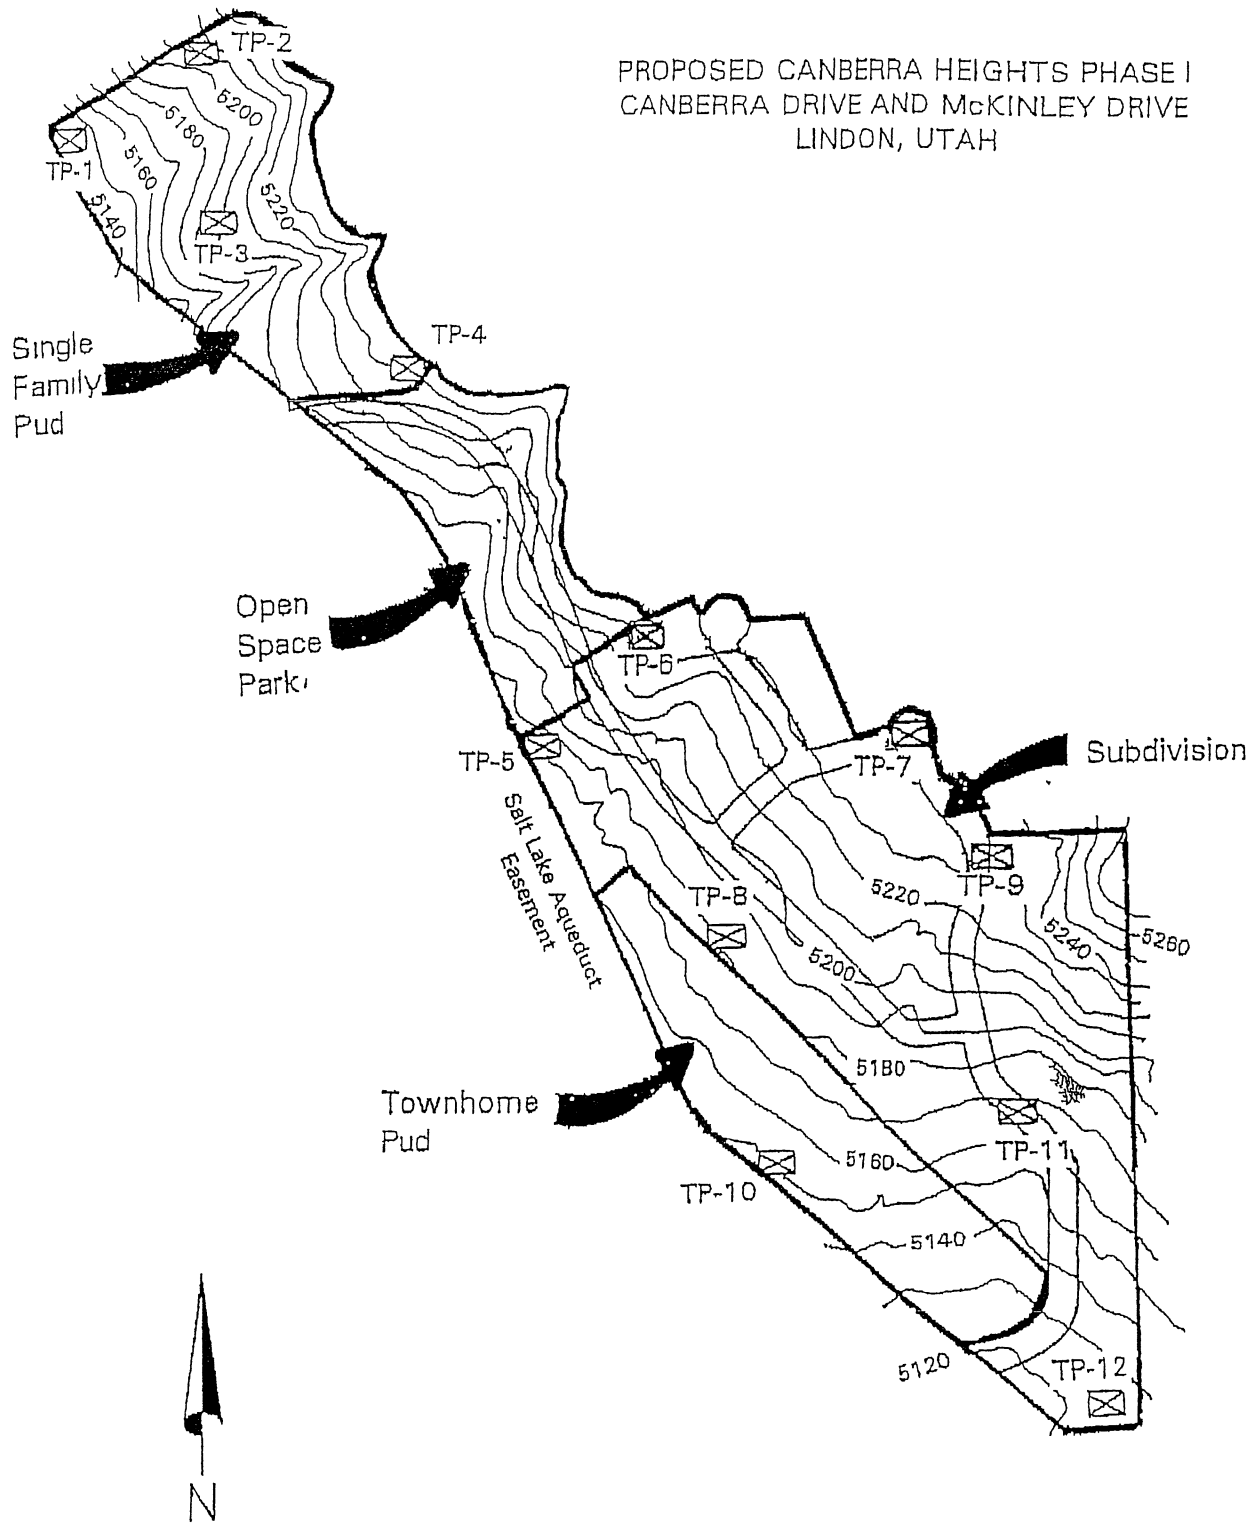 PROPOSED CANBERRA HEIGHTS PHASE I
CANBERRA DRIVE AND McKINLEY DRIVE
LINDON, UTAH
TP-2
5200
5180
TP-1
5160
5140
5220
TP-3
TP-4
Single
Family
Pud
Open
Space
Park
TP-6
TP-5
TP-7
Subdivision
Salt Lake Aqueduct
Easement
TP-8
5220
TP-9
5240
5260
5200
5180
Townhome
Pud
5160
TP-11
TP-10
5140
5120
TP-12
N